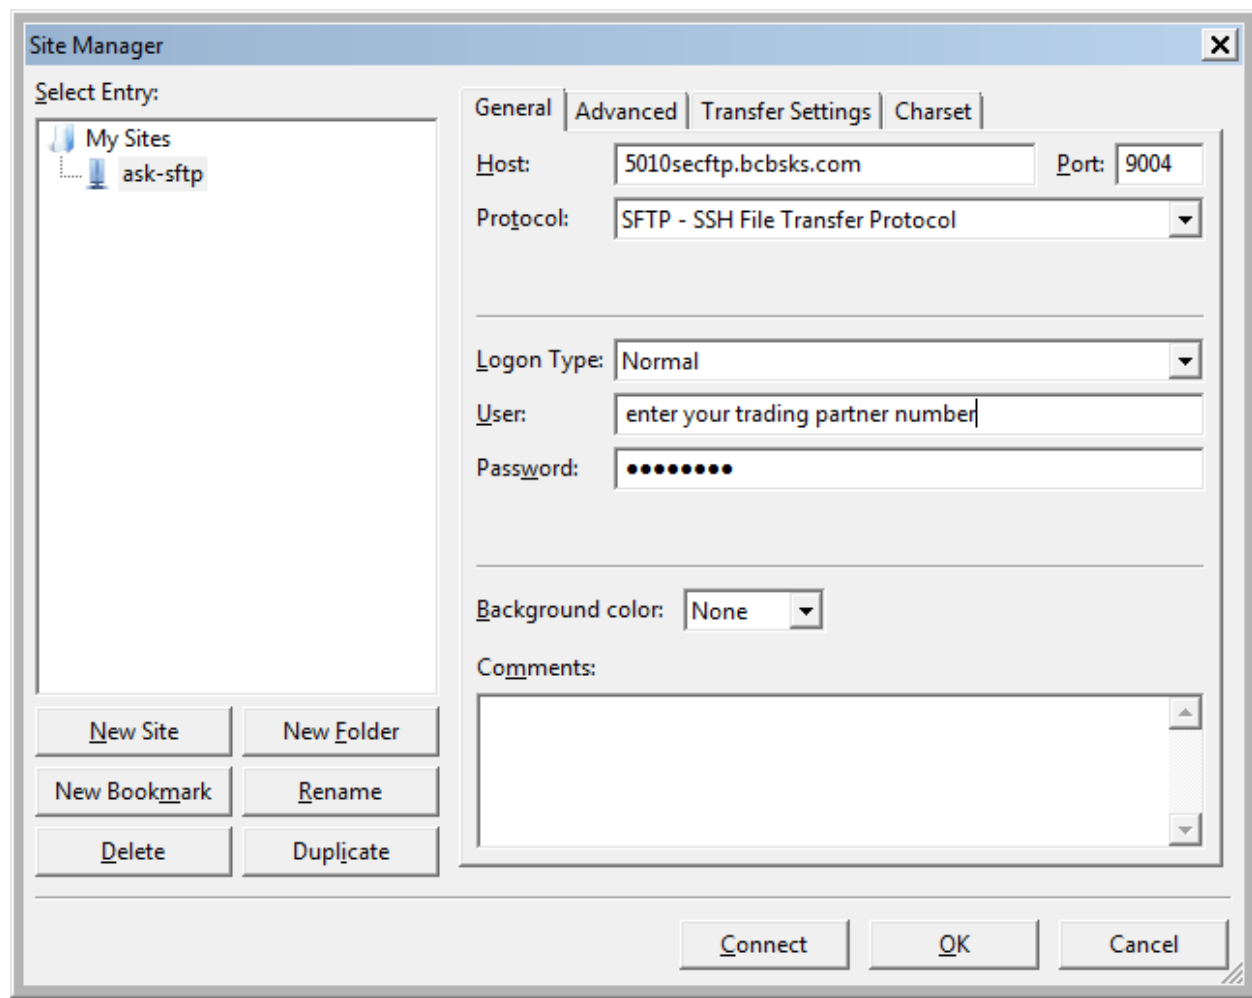 Site Manager
Select Entry:
My Sites
ask-sftp
New Site
New Folder
New Bookmark
Rename
Delete
Duplicate
General
Advanced
Transfer Settings
Charset
Host:
5010secftp.bcbsks.com
Port:
9004
Protocol:
SFTP - SSH File Transfer Protocol
Logon Type:
Normal
User:
enter your trading partner number
Password:
●●●●●●●●
Background color:
None
Comments:
Connect
OK
Cancel